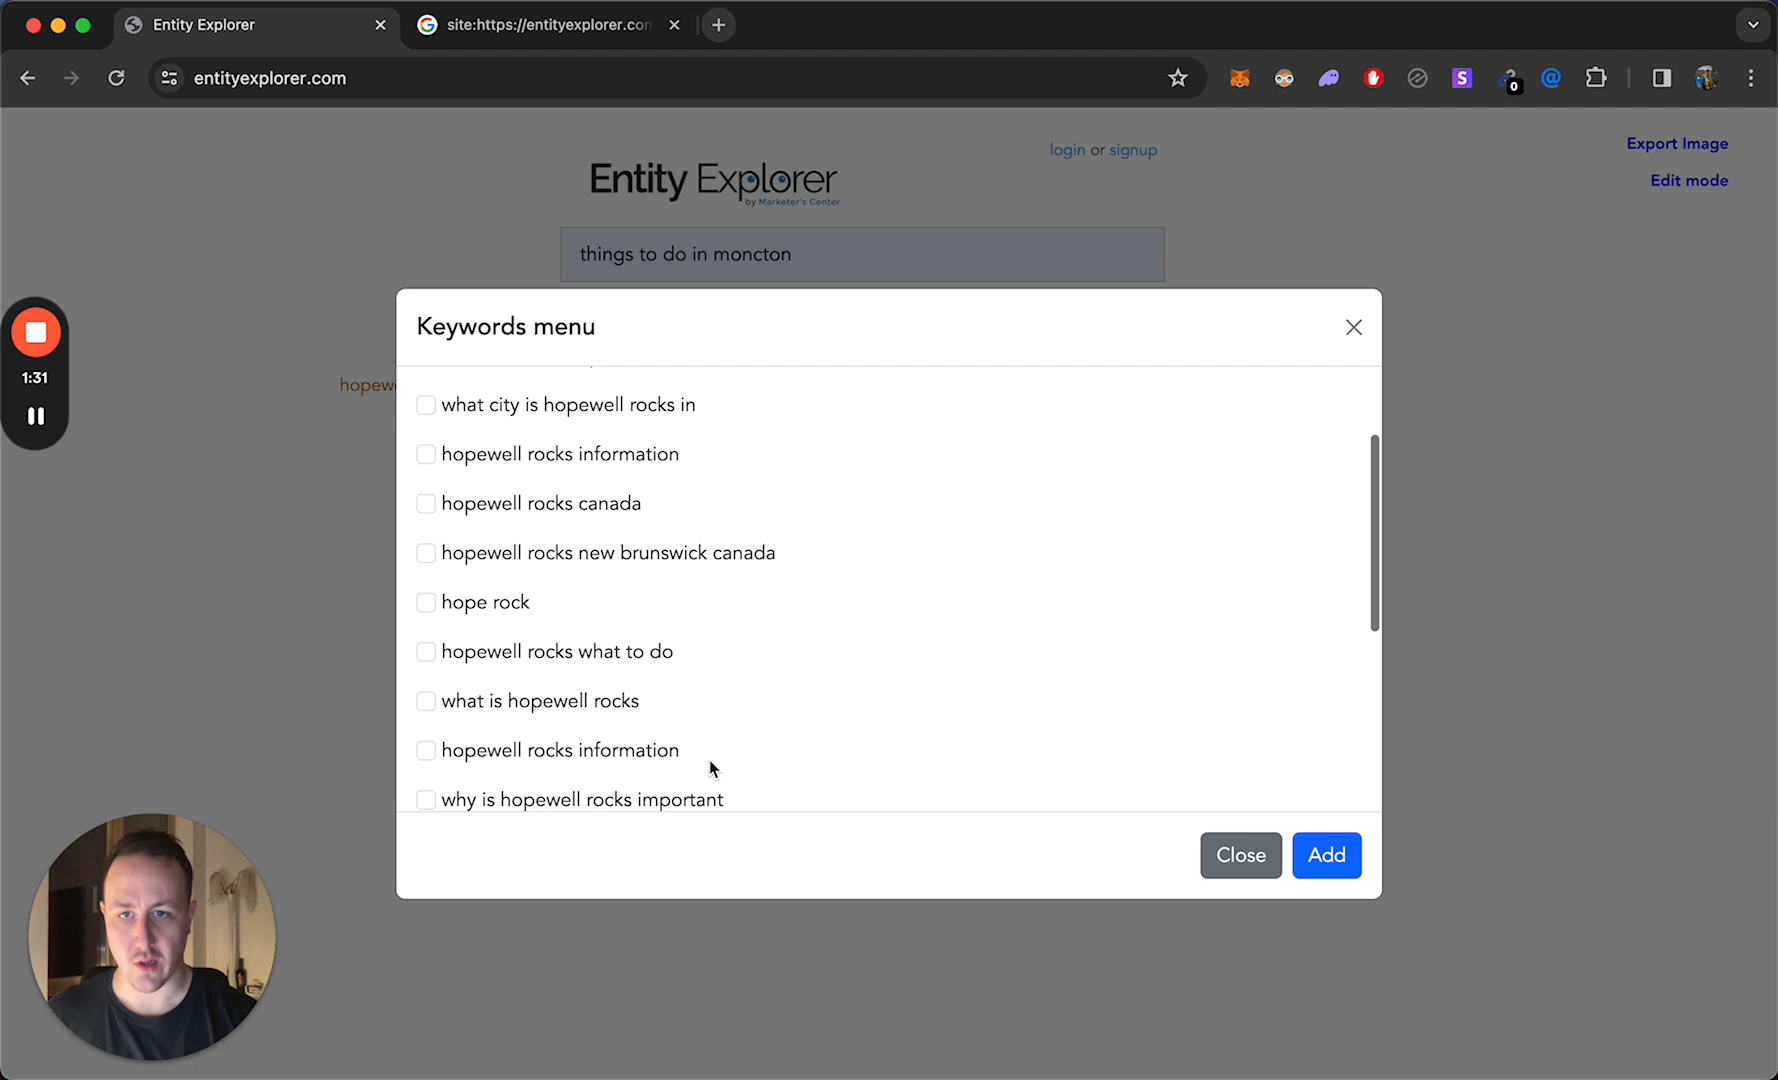 Entity Explorer
site:https://entityexplorer.com
entityexplorer.com
0
login or signup
Export Image
Entity Explorer
by Marketer's Center
Edit mode
things to do in moncton
Keywords menu
1:31
hopew
what city is hopewell rocks in
hopewell rocks information
hopewell rocks canada
hopewell rocks new brunswick canada
hope rock
hopewell rocks what to do
what is hopewell rocks
hopewell rocks information
why is hopewell rocks important
Close
Add